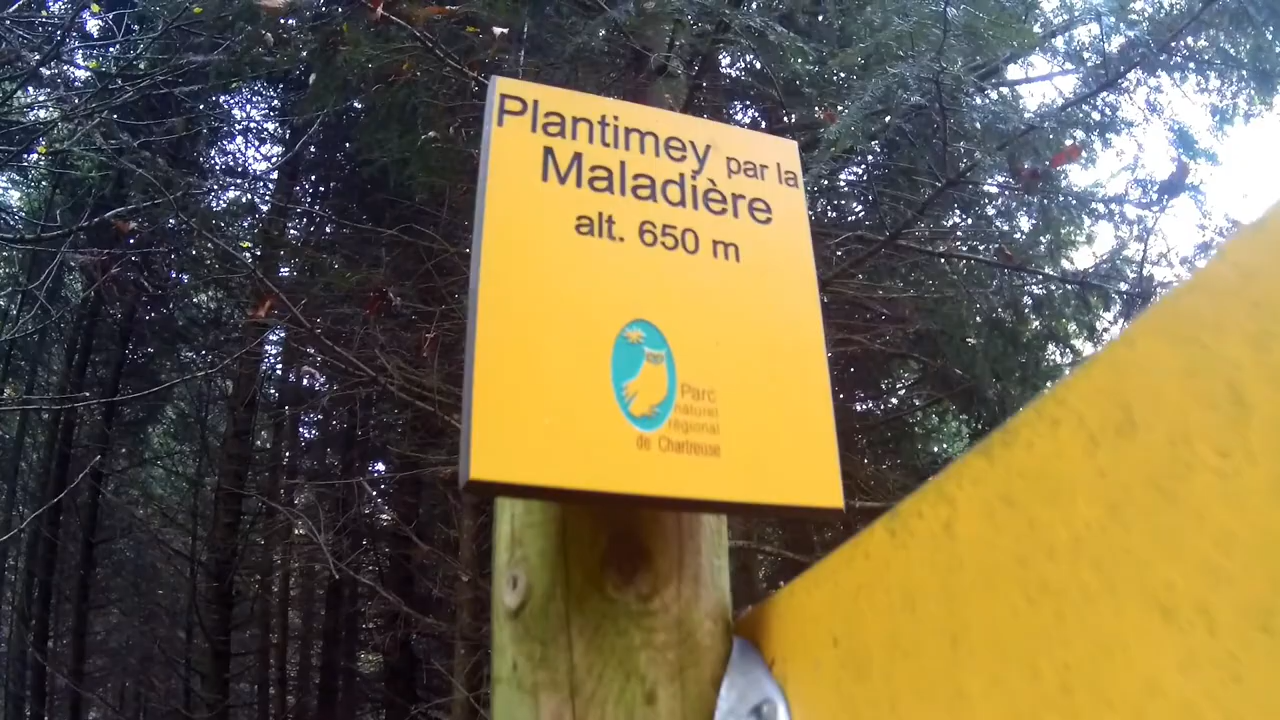 Plantimey par la
Maladière
alt. 650 m
Parc
naturel
régional
de Chartreuse